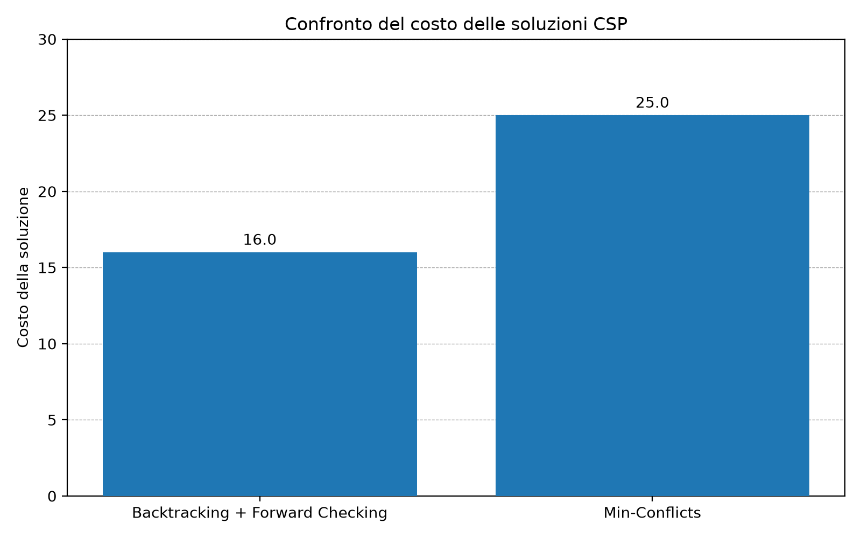 Confronto del costo delle soluzioni CSP
Costo della soluzione
30
25
20
15
10
5
0
16.0
25.0
Backtracking + Forward Checking
Min-Conflicts